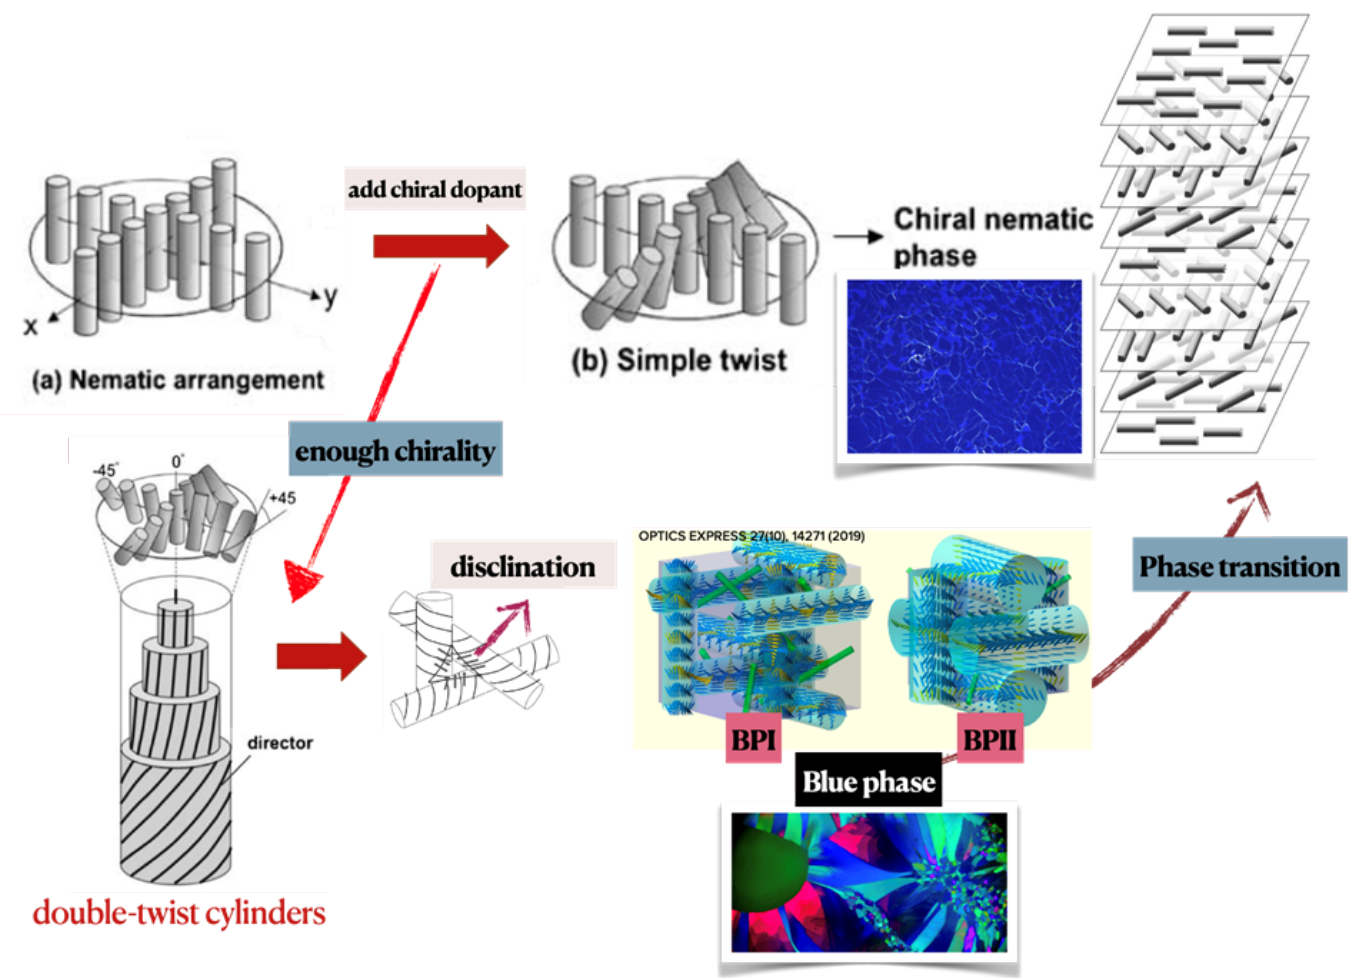 add chiral dopant
y
x
(a) Nematic arrangement
(b) Simple twist
Chiral nematic
phase
enough chirality
-45°
0°
+45
director
double-twist cylinders
disclination
OPTICS EXPRESS 27(10), 14271 (2019)
BPI
BPII
Blue phase
Phase transition